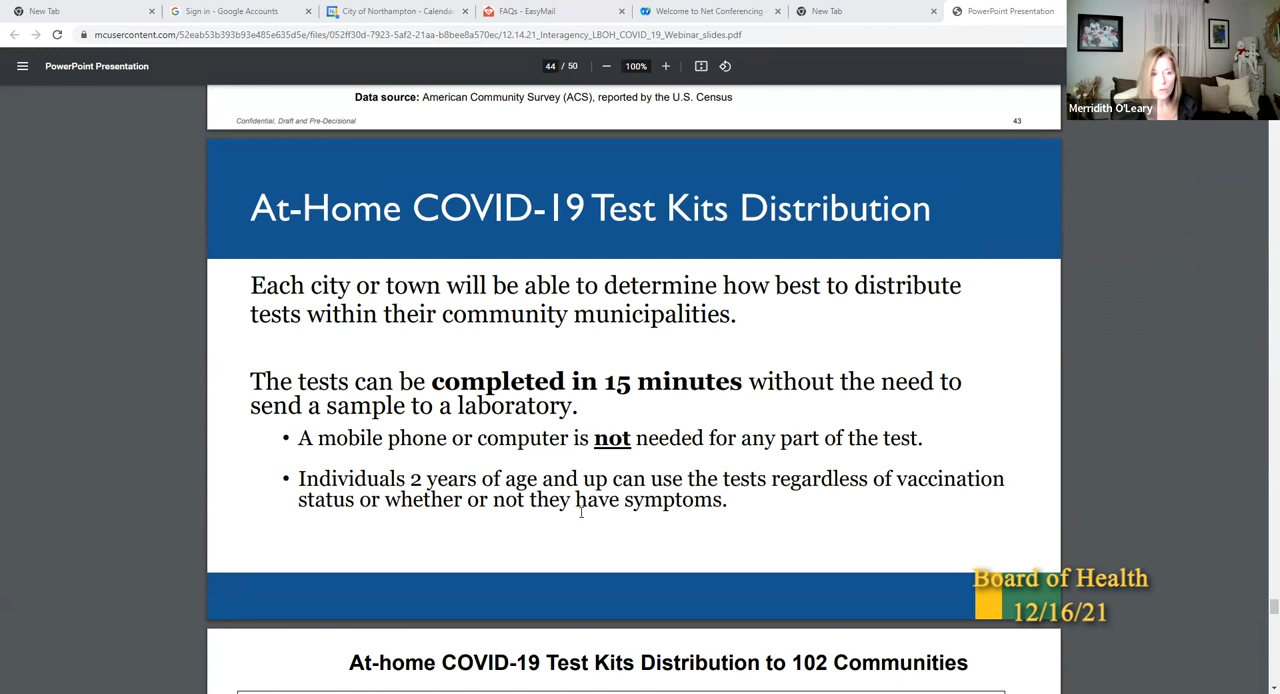 New Tab
Sign in - Google Accounts
City of Northampton - Calenda
FAQs - EasyMail
Welcome to Net Conferencing
New Tab
PowerPoint Presentation
mcusercontent.com/52eab53b393b93e485e635d5e/files/052ff30d-7923-5af2-21aa-b8bee8a570ec/12.14.21_Interagency_LBOH_COVID_19_Webinar_slides.pdf
PowerPoint Presentation
44 / 50
100%
Merridith O'Leary
Data source: American Community Survey (ACS), reported by the U.S. Census
Confidential, Draft and Pre-Decisional
43
At-Home COVID-19 Test Kits Distribution
Each city or town will be able to determine how best to distribute
tests within their community municipalities.
The tests can be completed in 15 minutes without the need to
send a sample to a laboratory.
• A mobile phone or computer is not needed for any part of the test.
• Individuals 2 years of age and up can use the tests regardless of vaccination
status or whether or not they have symptoms.
Board of Health
12/16/21
At-home COVID-19 Test Kits Distribution to 102 Communities